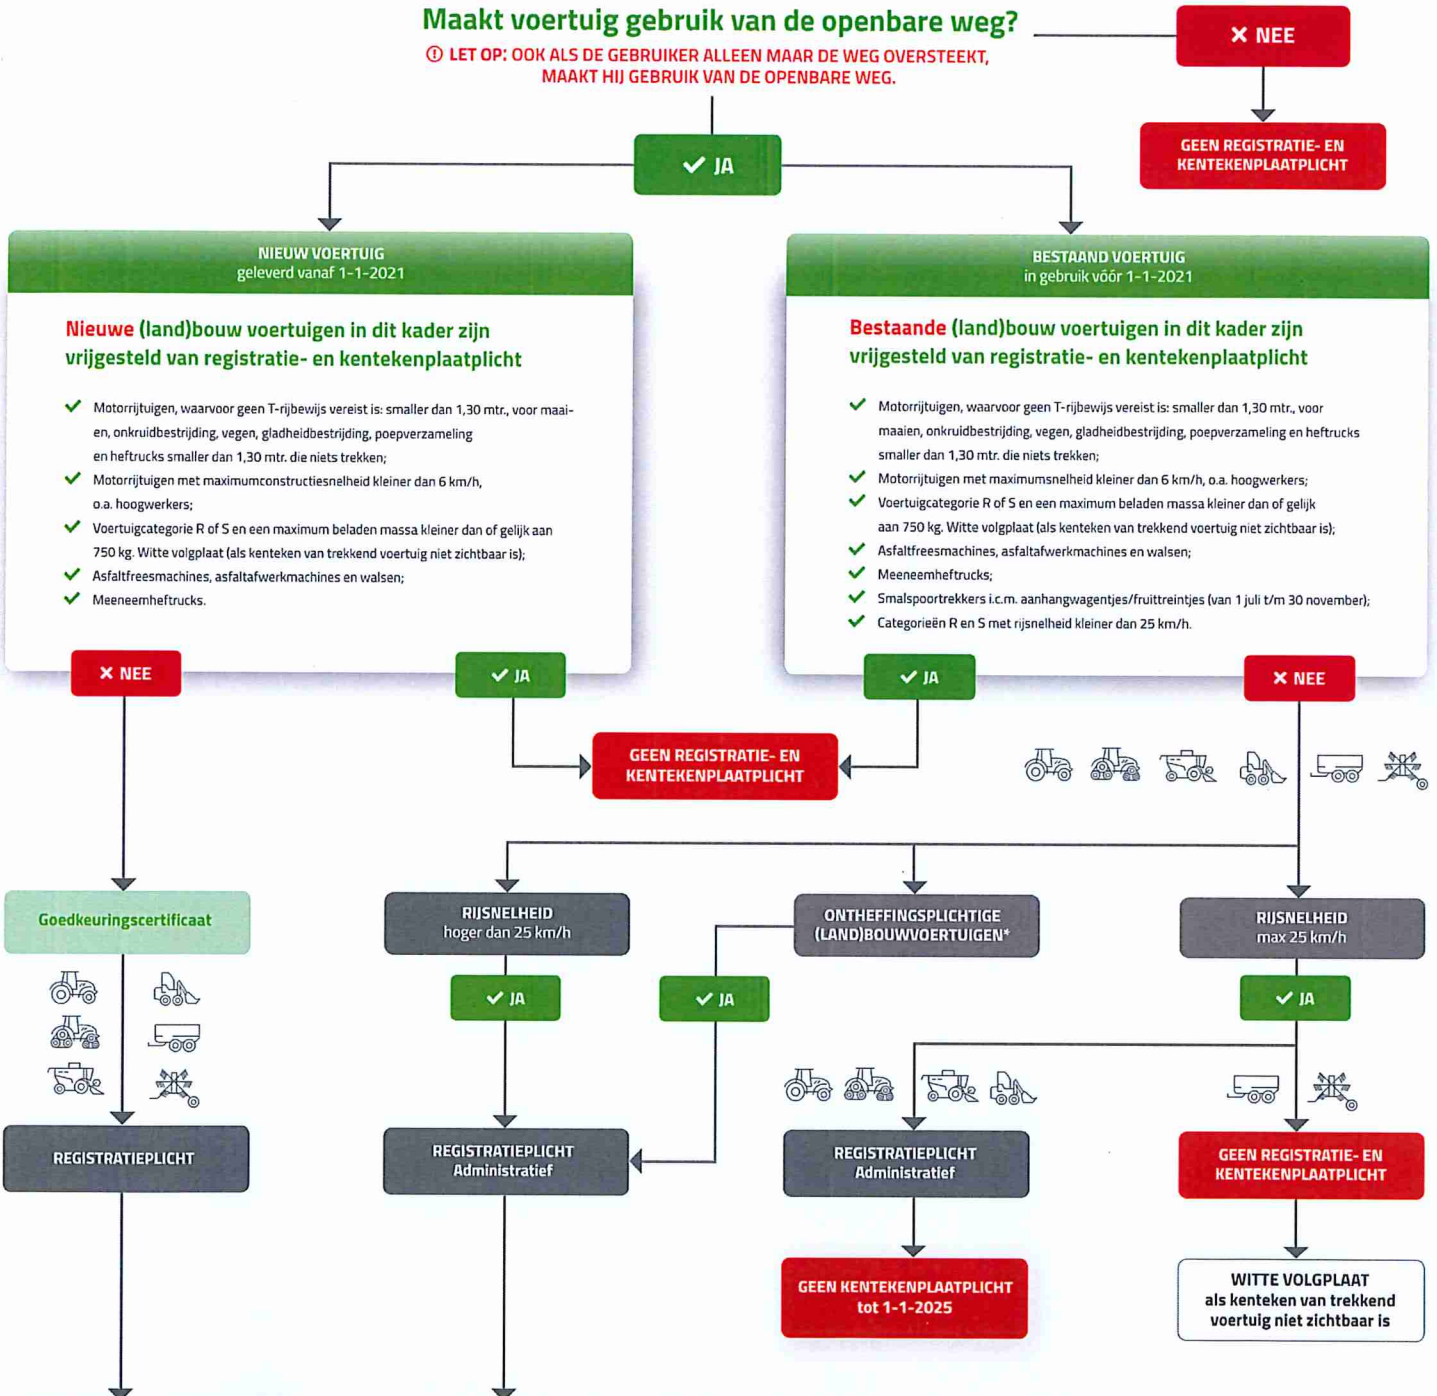 Maakt voertuig gebruik van de openbare weg?
① LET OP: OOK ALS DE GEBRUIKER ALLEEN MAAR DE WEG OVERSTEEKT,
MAAKT HIJ GEBRUIK VAN DE OPENBARE WEG.
✕ NEE
GEEN REGISTRATIE- EN
KENTEKENPLAATPLICHT
✓ JA
NIEUW VOERTUIG
geleverd vanaf 1-1-2021
Nieuwe (land)bouw voertuigen in dit kader zijn
vrijgesteld van registratie- en kentekenplaatplicht
✓ Motorrijtuigen, waarvoor geen T-rijbewijs vereist is: smaller dan 1,30 mtr., voor maai-
en, onkruidbestrijding, vegen, gladheidbestrijding, poepverzameling
en heftrucks smaller dan 1,30 mtr. die niets trekken;
✓ Motorrijtuigen met maximumconstructiesnelheid kleiner dan 6 km/h,
o.a. hoogwerkers;
✓ Voertuigcategorie R of S en een maximum beladen massa kleiner dan of gelijk aan
750 kg. Witte volgplaat (als kenteken van trekkend voertuig niet zichtbaar is);
✓ Asfaltfreesmachines, asfaltafwerkmachines en walsen;
✓ Meeneemheftrucks.
✕ NEE
✓ JA
BESTAAND VOERTUIG
in gebruik vóór 1-1-2021
Bestaande (land)bouw voertuigen in dit kader zijn
vrijgesteld van registratie- en kentekenplaatplicht
✓ Motorrijtuigen, waarvoor geen T-rijbewijs vereist is: smaller dan 1,30 mtr., voor
maaien, onkruidbestrijding, vegen, gladheidbestrijding, poepverzameling en heftrucks
smaller dan 1,30 mtr. die niets trekken;
✓ Motorrijtuigen met maximumsnelheid kleiner dan 6 km/h, o.a. hoogwerkers;
✓ Voertuigcategorie R of S en een maximum beladen massa kleiner dan of gelijk
aan 750 kg. Witte volgplaat (als kenteken van trekkend voertuig niet zichtbaar is);
✓ Asfaltfreesmachines, asfaltafwerkmachines en walsen;
✓ Meeneemheftrucks;
✓ Smalspoortrekkers i.c.m. aanhangwagentjes/fruittreintjes (van 1 juli t/m 30 november);
✓ Categorieën R en S met rijsnelheid kleiner dan 25 km/h.
✓ JA
✕ NEE
GEEN REGISTRATIE- EN
KENTEKENPLAATPLICHT
Goedkeuringscertificaat
RIJSNELHEID
hoger dan 25 km/h
ONTHEFFINGSPLICHTIGE
(LAND)BOUWVOERTUIGEN*
RIJSNELHEID
max 25 km/h
✓ JA
✓ JA
✓ JA
REGISTRATIEPLICHT
REGISTRATIEPLICHT
Administratief
REGISTRATIEPLICHT
Administratief
GEEN REGISTRATIE- EN
KENTEKENPLAATPLICHT
GEEN KENTEKENPLAATPLICHT
tot 1-1-2025
WITTE VOLGPLAAT
als kenteken van trekkend
voertuig niet zichtbaar is